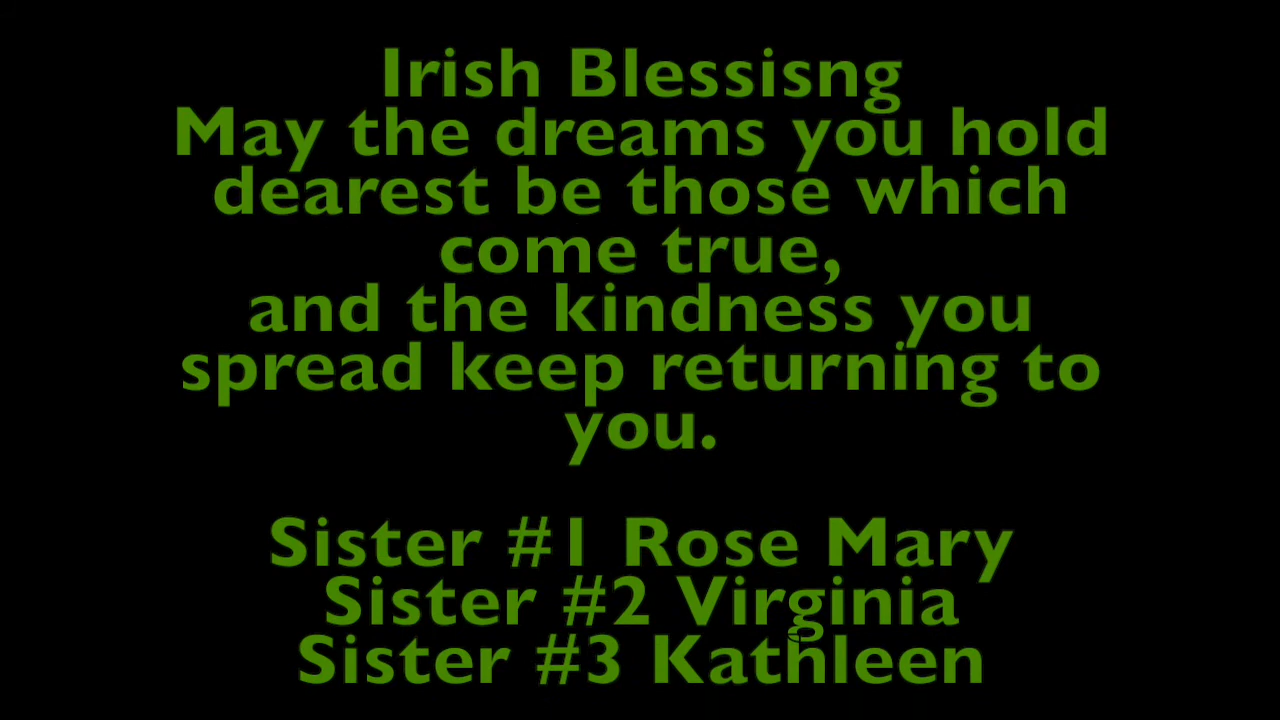 Irish Blessisng
May the dreams you hold
dearest be those which
come true,
and the kindness you
spread keep returning to
you.
Sister #1 Rose Mary
Sister #2 Virginia
Sister #3 Kathleen